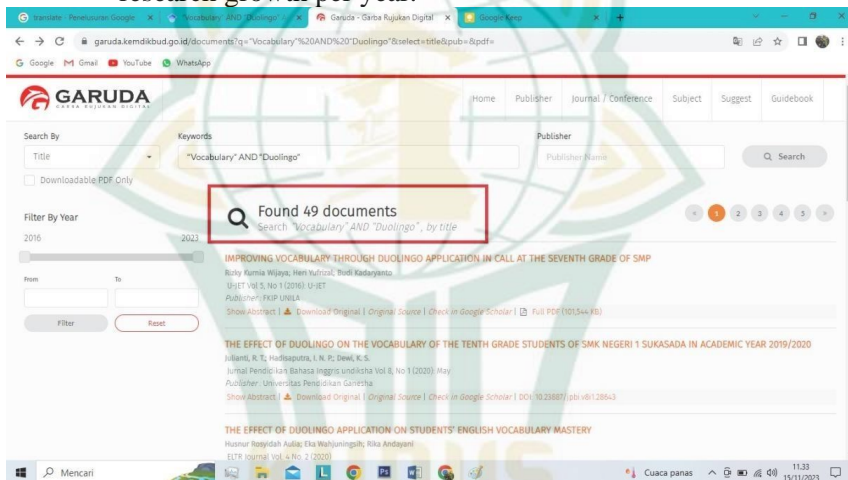 research growth per year.
translate - Penelusuran Google
"Vocabulary" AND "Duolingo" -
Garuda - Garba Rujukan Digital
Google Keep
garuda.kemdikbud.go.id/documents?q="Vocabulary"%20AND%20"Duolingo"&select=title&pub=&pdf=
Google Gmail YouTube WhatsApp
GARUDA
GARBA RUJUKAN DIGITAL
Home Publisher Journal / Conference Subject Suggest Guidebook
Search By Keywords Publisher
Title "Vocabulary" AND "Duolingo" Publisher Name Search
Downloadable PDF Only
Found 49 documents
Search "Vocabulary" AND "Duolingo" , by title
« 1 2 3 4 5 »
Filter By Year
2016 2023
From To
Filter Reset
IMPROVING VOCABULARY THROUGH DUOLINGO APPLICATION IN CALL AT THE SEVENTH GRADE OF SMP
Rizky Kurnia Wijaya; Heri Yufrizal, Budi Kadaryanto
U-JET Vol 5, No 1 (2016): U-JET
Publisher : FKIP UNILA
Show Abstract | Download Original | Original Source | Check in Google Scholar | Full PDF (101,544 KB)
THE EFFECT OF DUOLINGO ON THE VOCABULARY OF THE TENTH GRADE STUDENTS OF SMK NEGERI 1 SUKASADA IN ACADEMIC YEAR 2019/2020
Julianti, R. T.; Hadisaputra, I. N. P.; Dewi, K. S.
Jurnal Pendidikan Bahasa Inggris undiksha Vol 8, No 1 (2020): May
Publisher : Universitas Pendidikan Ganesha
Show Abstract | Download Original | Original Source | Check in Google Scholar | DOI: 10.23887/jpbi.v8i1.28643
THE EFFECT OF DUOLINGO APPLICATION ON STUDENTS' ENGLISH VOCABULARY MASTERY
Husnur Rosyidah Aulia; Eka Wahjuningsih; Rika Andayani
ELTR Journal Vol. 4 No. 2 (2020)
Mencari
Cuaca panas
11.33
15/11/2023